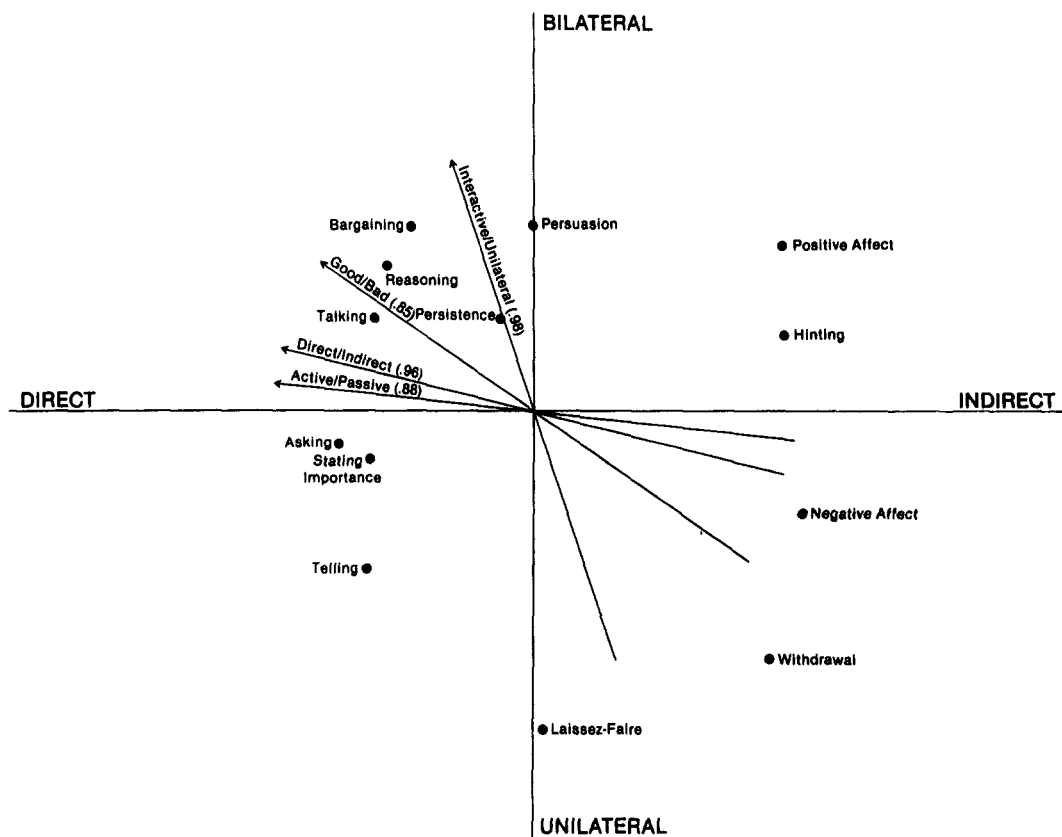 BILATERAL
Interactive/Unilateral (.98)
Bargaining
Persuasion
Positive Affect
Reasoning
Good/Bad (.85)
Persistence
Talking
Hinting
Direct/Indirect (.96)
Active/Passive (.88)
DIRECT
INDIRECT
Asking
Stating
Importance
Negative Affect
Telling
Withdrawal
Laissez-Faire
UNILATERAL